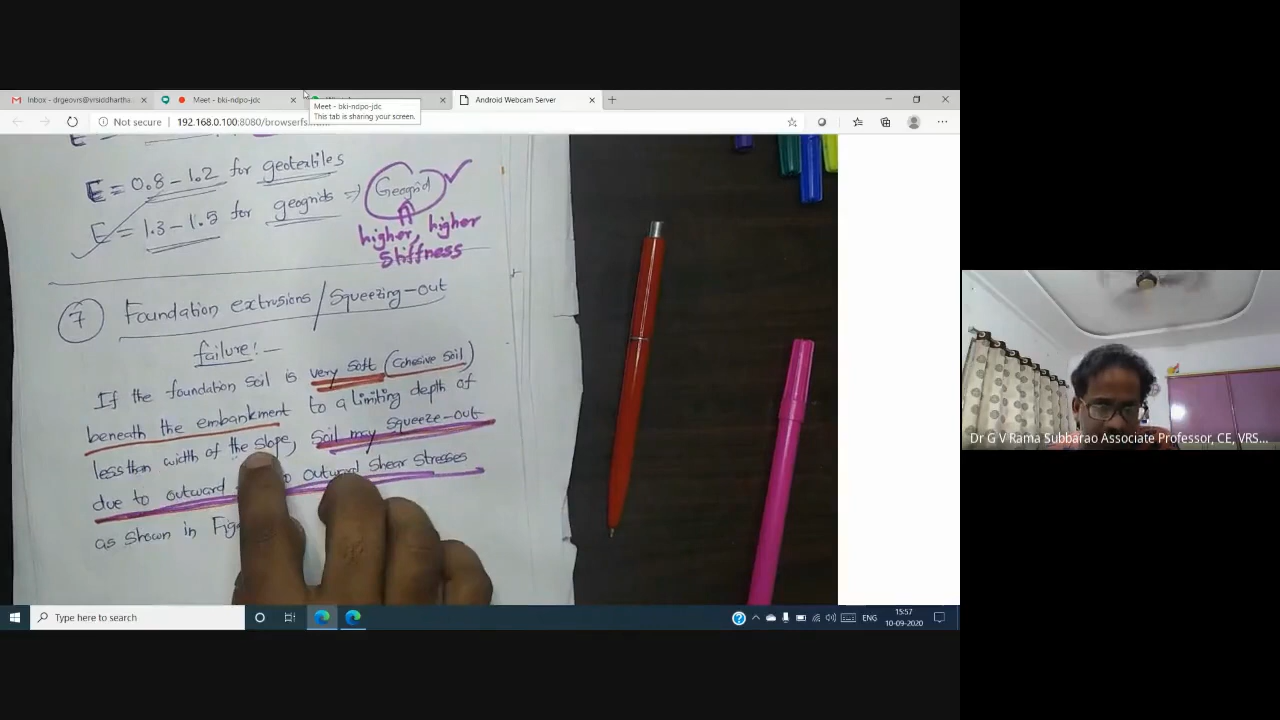 Inbox - drgeovrs@vrsiddhartha...
Meet - bki-ndpo-jdc
Android Webcam Server
Meet - bki-ndpo-jdc
This tab is sharing your screen.
Not secure
192.168.0.100:8080/browserfs.
E = 0.8 - 1.2 for geotextiles
E = 1.3 - 1.5 for geogrids => Geogrid
higher, higher
stiffness
7 Foundation extrusions / Squeezing-out
failure! -
If the foundation soil is very soft (cohesive soil)
beneath the embankment to a limiting depth of
less than width of the slope, soil may squeeze-out
due to outward outward shear stresses
as shown in Fig
Dr G V Rama Subbarao Associate Professor, CE, VRS...
Type here to search
ENG
15:57
10-09-2020